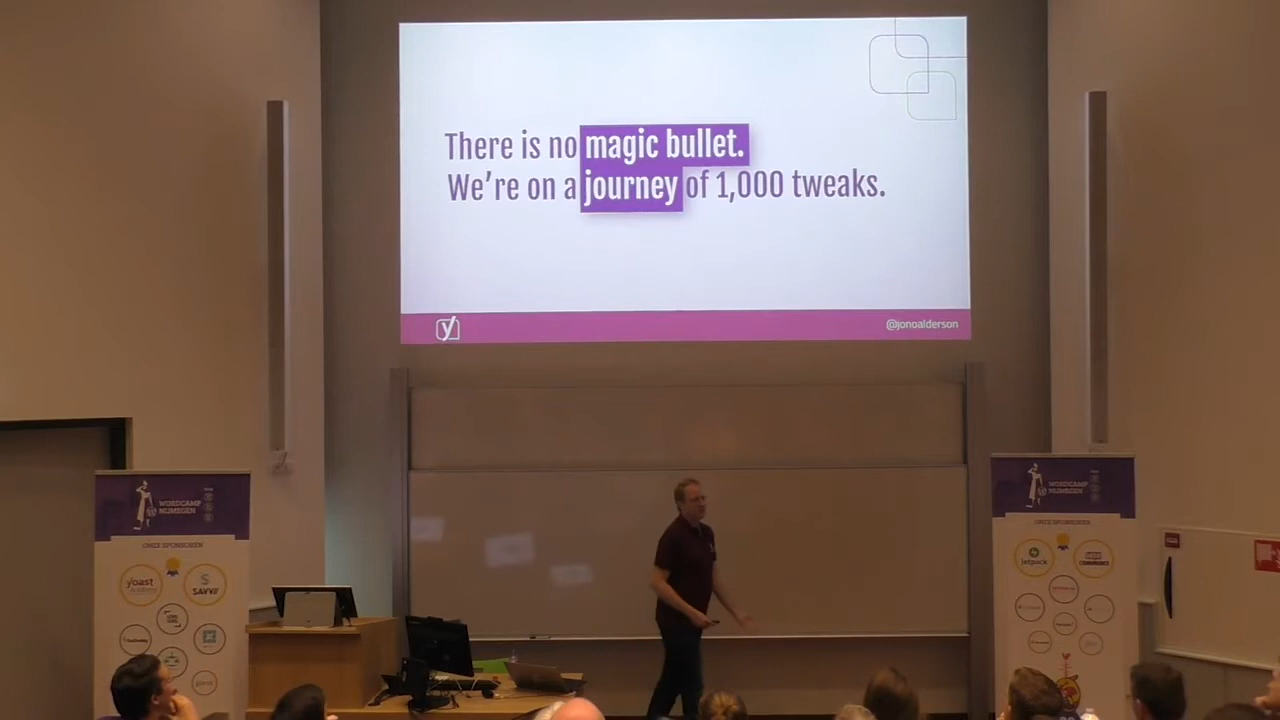 There is no magic bullet.
We're on a journey of 1,000 tweaks.
y
@jonoalderson
WORDCAMP
NIJMEGEN
ONZE SPONSOREN
yoast
SAVVII
GoDaddy
WORDCAMP
NIJMEGEN
ONZE SPONSOREN
jetpack